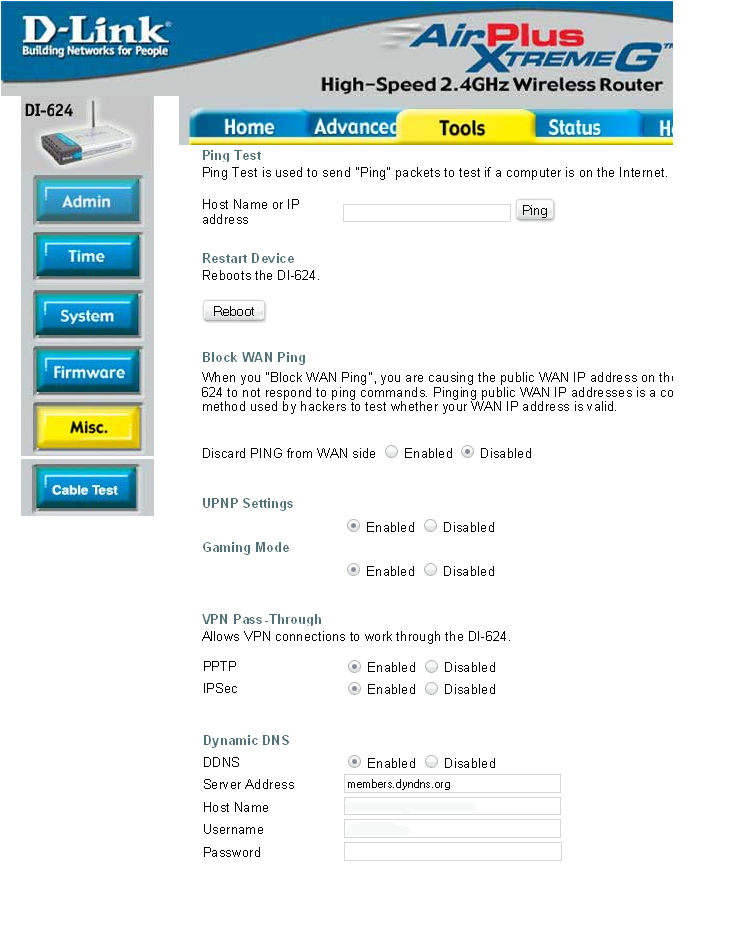 D-Link
Building Networks for People
AirPlus
XTREME G™
High-Speed 2.4GHz Wireless Router
DI-624
Home Advanced Tools Status H
Admin
Time
System
Firmware
Misc.
Cable Test
Ping Test
Ping Test is used to send "Ping" packets to test if a computer is on the Internet.
Host Name or IP
address
Ping
Restart Device
Reboots the DI-624.
Reboot
Block WAN Ping
When you "Block WAN Ping", you are causing the public WAN IP address on the
624 to not respond to ping commands. Pinging public WAN IP addresses is a co
method used by hackers to test whether your WAN IP address is valid.
Discard PING from WAN side Enabled Disabled
UPNP Settings
Enabled Disabled
Gaming Mode
Enabled Disabled
VPN Pass-Through
Allows VPN connections to work through the DI-624.
PPTP Enabled Disabled
IPSec Enabled Disabled
Dynamic DNS
DDNS Enabled Disabled
Server Address members.dyndns.org
Host Name
Username
Password